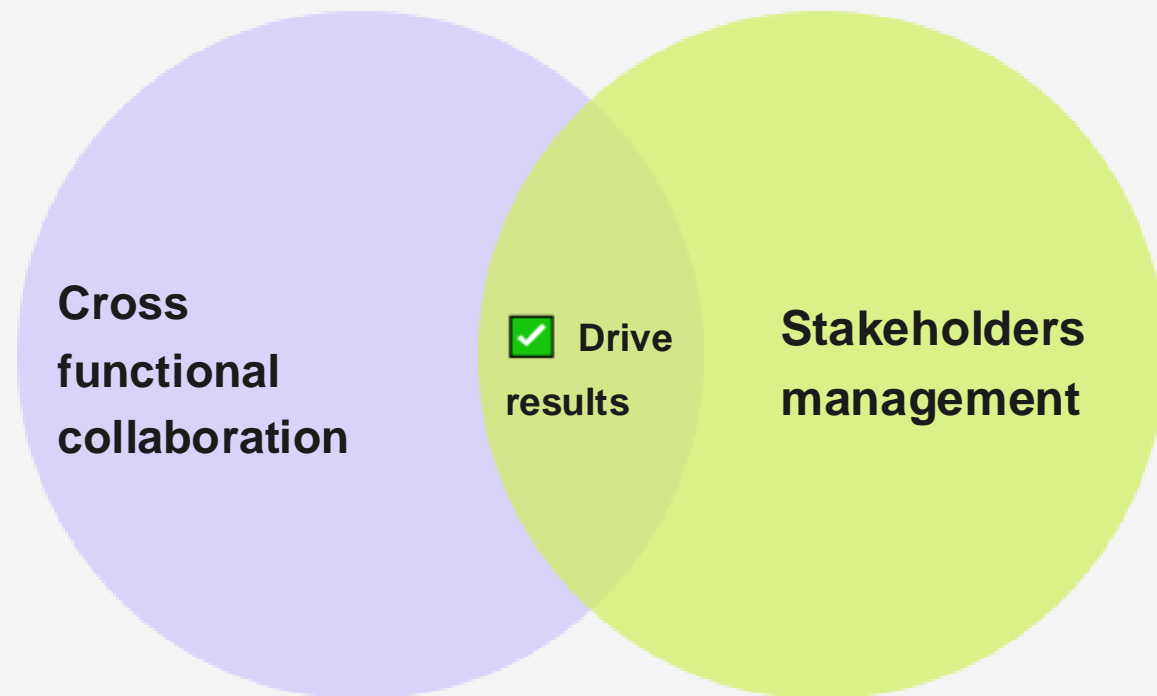 Cross
functional
collaboration
✅ Drive
results
Stakeholders
management